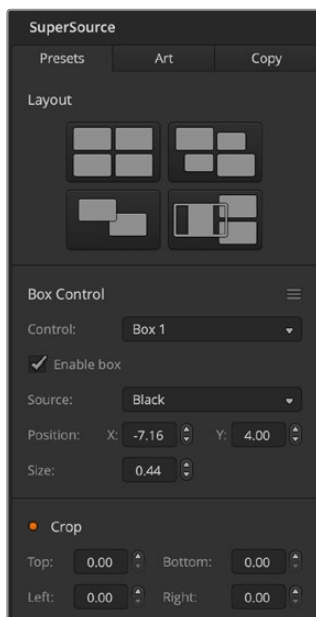 SuperSource
Presets Art Copy
Layout
Box Control
Control: Box 1
Enable box
Source: Black
Position: X: -7.16 Y: 4.00
Size: 0.44
Crop
Top: 0.00 Bottom: 0.00
Left: 0.00 Right: 0.00